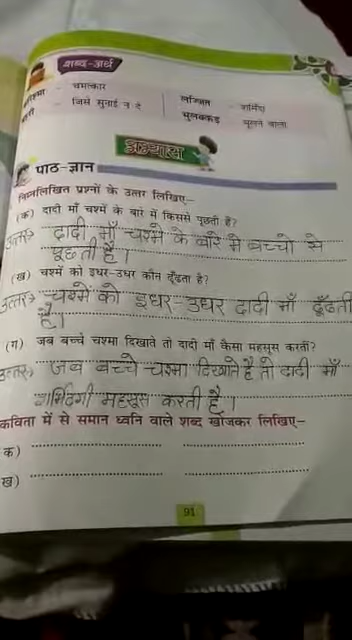 शब्द-अर्थ
चमत्कार
जिसे सुनाई न दे
लज्जित - शर्मिंदा
भुलक्कड़ - भूलने वाला
अभ्यास
पाठ-ज्ञान
निम्नलिखित प्रश्नों के उत्तर लिखिए–
(क) दादी माँ चश्में के बारे में किससे पूछती है?
उत्तर→ दादी माँ चश्मे के बारे में बच्चो से
पूछती है।
(ख) चश्में को इधर-उधर कौन ढूँढता है?
उत्तर→ चश्में को इधर-उधर दादी माँ ढूँढती
है।
(ग) जब बच्चे चश्मा दिखाते तो दादी माँ कैसा महसूस करती?
उत्तर→ जब बच्चे चश्मा दिखाते है तो दादी माँ
शर्मिदगी महसूस करती है।
कविता में से समान ध्वनि वाले शब्द खोजकर लिखिए–
क)
ख)
91